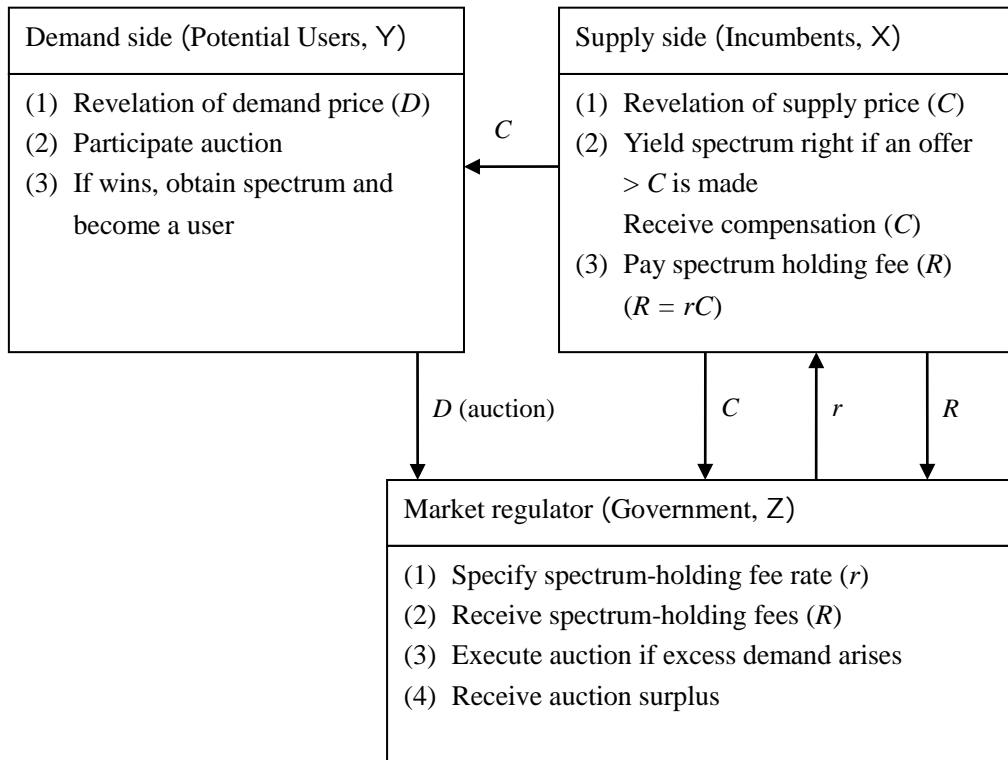 Demand side (Potential Users, Y)
(1) Revelation of demand price (D)
(2) Participate auction
(3) If wins, obtain spectrum and
become a user
C
Supply side (Incumbents, X)
(1) Revelation of supply price (C)
(2) Yield spectrum right if an offer
> C is made
Receive compensation (C)
(3) Pay spectrum holding fee (R)
(R = rC)
D (auction)
C
r
R
Market regulator (Government, Z)
(1) Specify spectrum-holding fee rate (r)
(2) Receive spectrum-holding fees (R)
(3) Execute auction if excess demand arises
(4) Receive auction surplus